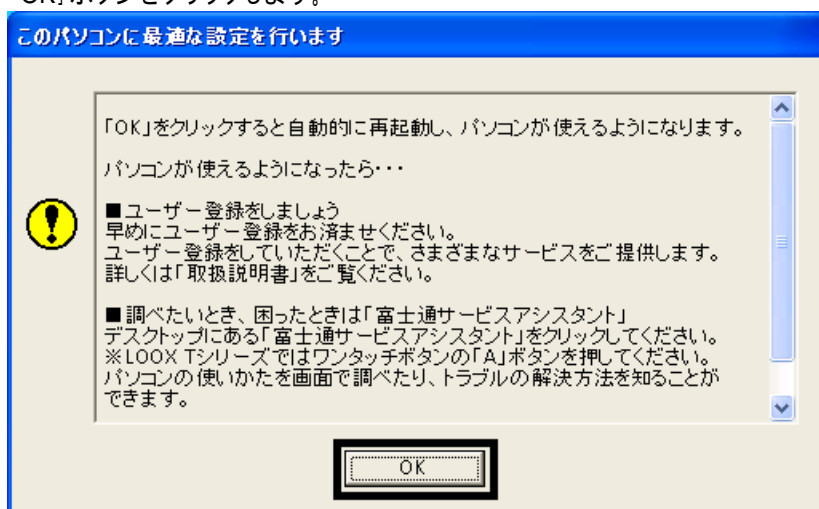 OK]ボタンをクリックします。
このパソコンに最適な設定を行います
「OK」をクリックすると自動的に再起動し、パソコンが使えるようになります。
パソコンが使えるようになったら・・・
■ユーザー登録をしましょう
早めにユーザー登録をお済ませください。
ユーザー登録をしていただくことで、さまざまなサービスをご提供します。
詳しくは「取扱説明書」をご覧ください。
■調べたいとき、困ったときは「富士通サービスアシスタント」
デスクトップにある「富士通サービスアシスタント」をクリックしてください。
※LOOX Tシリーズではワンタッチボタンの「A」ボタンを押してください。
パソコンの使いかたを画面で調べたり、トラブルの解決方法を知ることが
できます。
OK